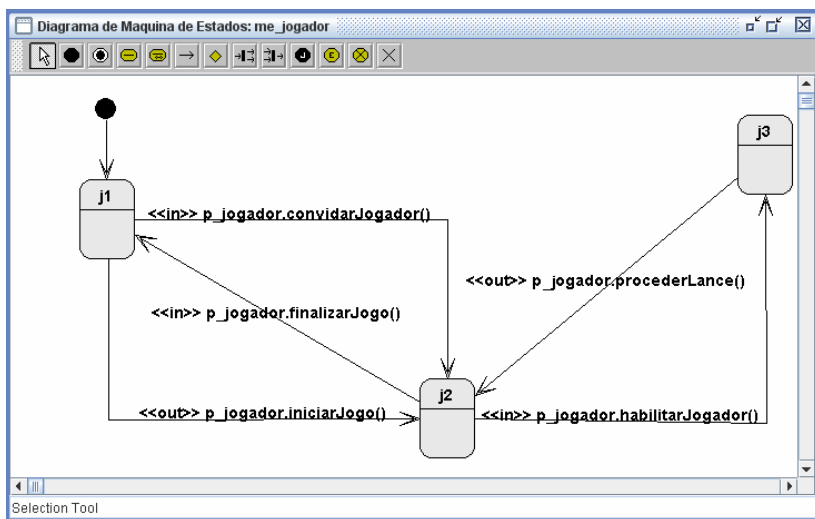 Diagrama de Maquina de Estados: me_jogador
j3
j1
<<in>> p_jogador.convidarJogador()
<<out>> p_jogador.procederLance()
<<in>> p_jogador.finalizarJogo()
j2
<<out>> p_jogador.iniciarJogo()
<<in>> p_jogador.habilitarJogador()
Selection Tool